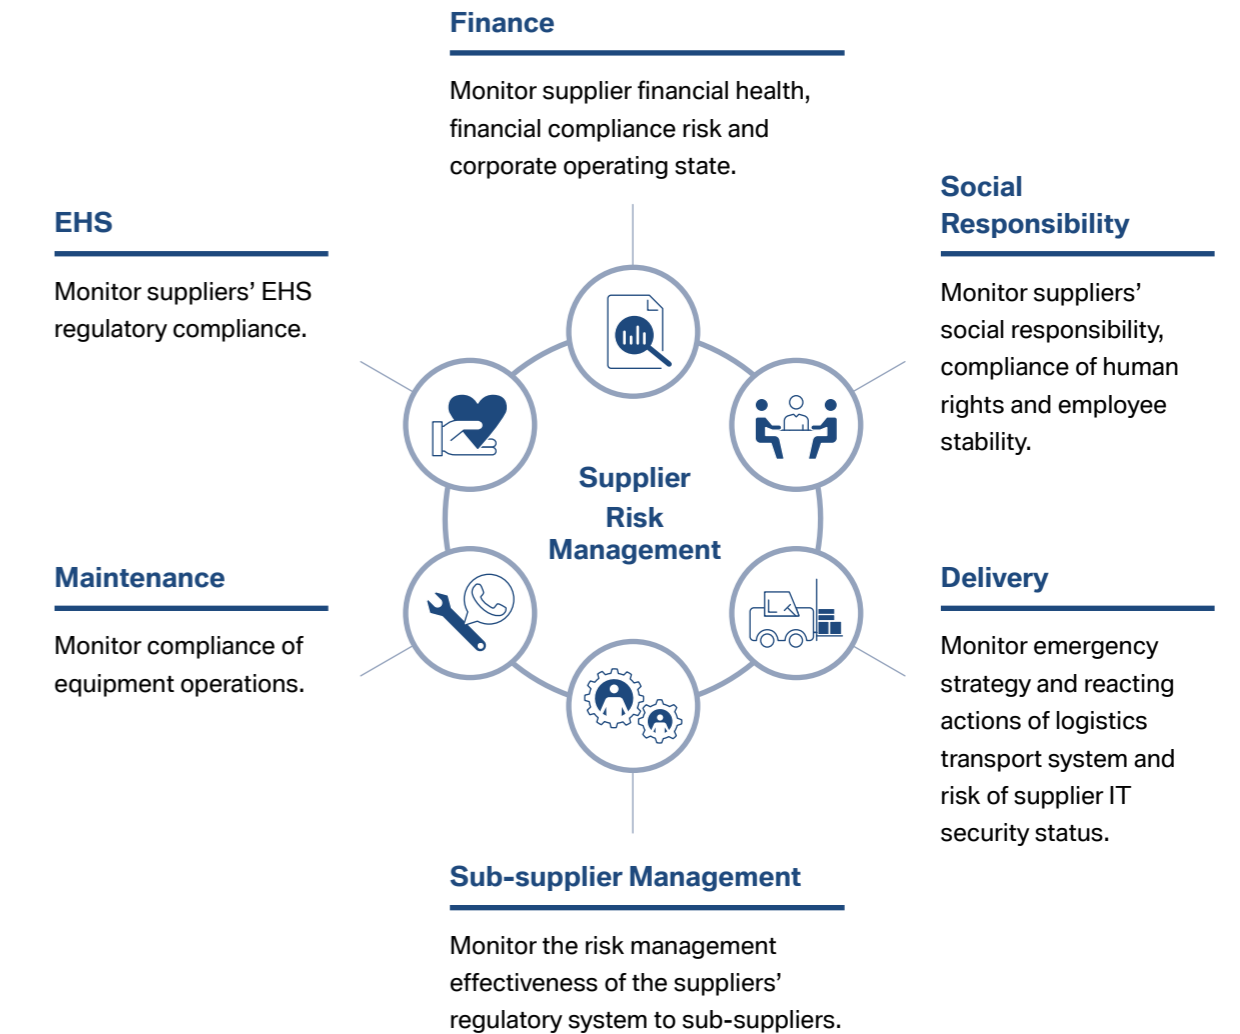 Finance
Monitor supplier financial health,
financial compliance risk and
corporate operating state.
Social
Responsibility
Monitor suppliers’
social responsibility,
compliance of human
rights and employee
stability.
EHS
Monitor suppliers’ EHS
regulatory compliance.
Supplier
Risk
Management
Maintenance
Monitor compliance of
equipment operations.
Delivery
Monitor emergency
strategy and reacting
actions of logistics
transport system and
risk of supplier IT
security status.
Sub-supplier Management
Monitor the risk management
effectiveness of the suppliers’
regulatory system to sub-suppliers.